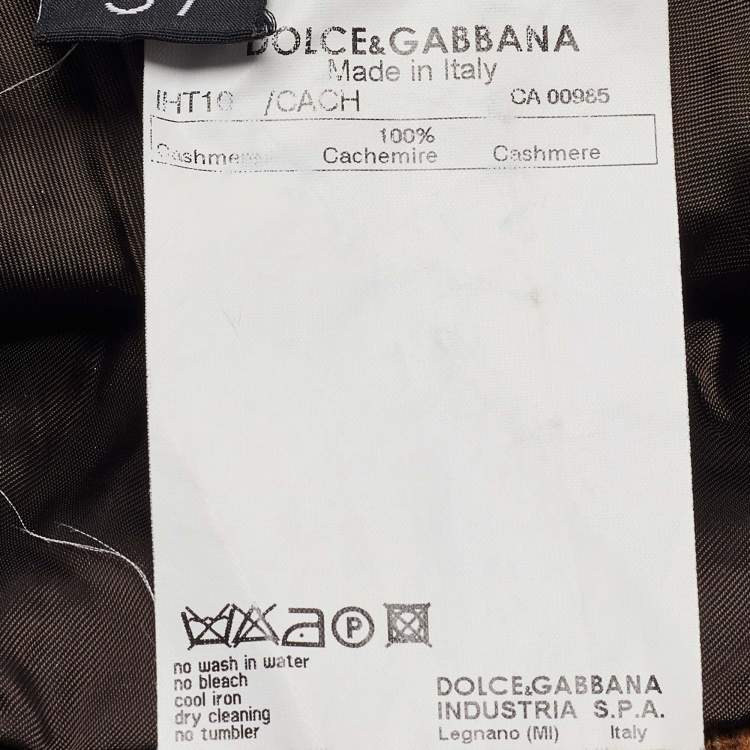 DOLCE&GABBANA
Made in Italy
/CACH CA 00985
100%
Cashmere Cachemire Cashmere
P
no wash in water
no bleach
cool iron
dry cleaning
no tumbler
DOLCE&GABBANA
INDUSTRIA S.P.A.
Legnano (MI) Italy